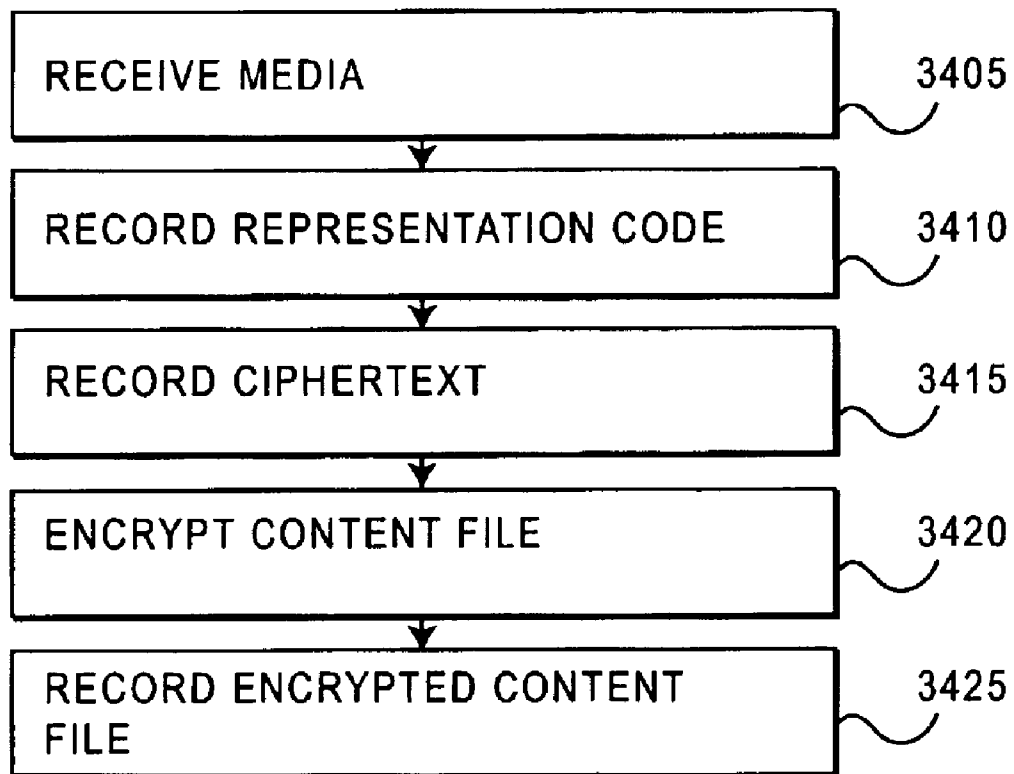 RECEIVE MEDIA
3405
RECORD REPRESENTATION CODE
3410
RECORD CIPHERTEXT
3415
ENCRYPT CONTENT FILE
3420
RECORD ENCRYPTED CONTENT
FILE
3425